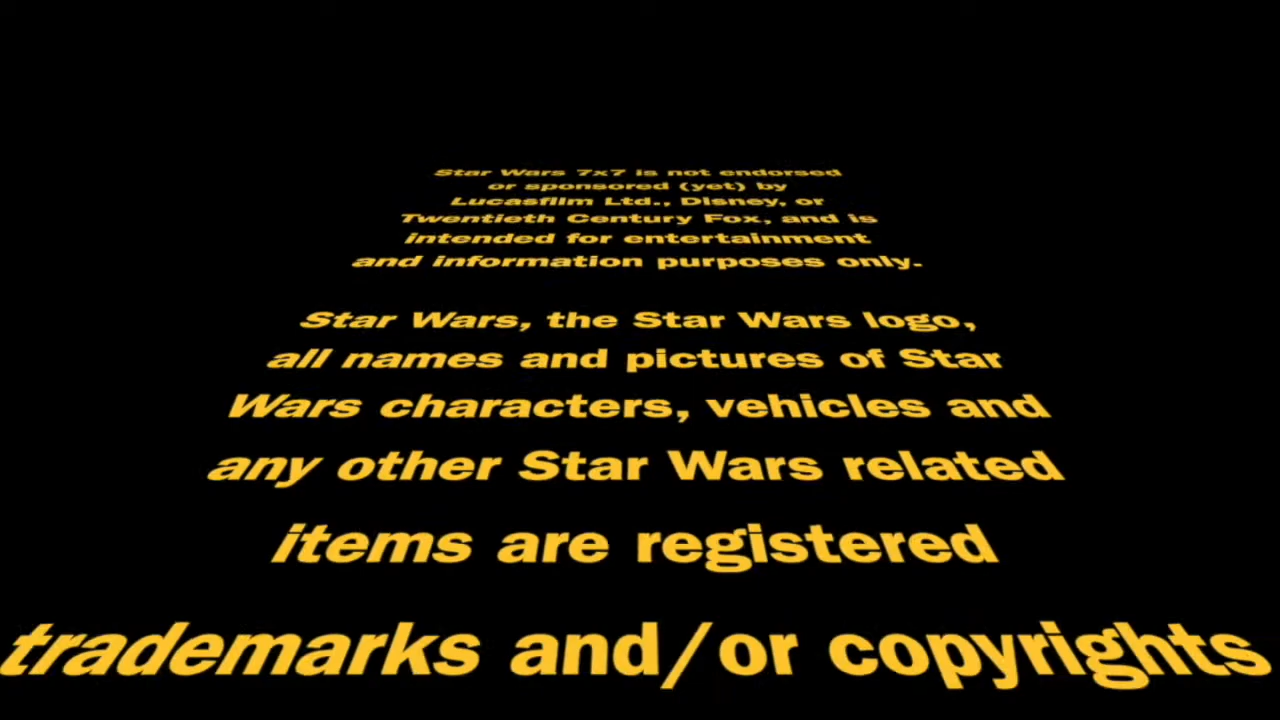 Star Wars 7x7 is not endorsed
or sponsored (yet) by
Lucasfilm Ltd., Disney, or
Twentieth Century Fox, and is
intended for entertainment
and information purposes only.
Star Wars, the Star Wars logo,
all names and pictures of Star
Wars characters, vehicles and
any other Star Wars related
items are registered
trademarks and/or copyrights